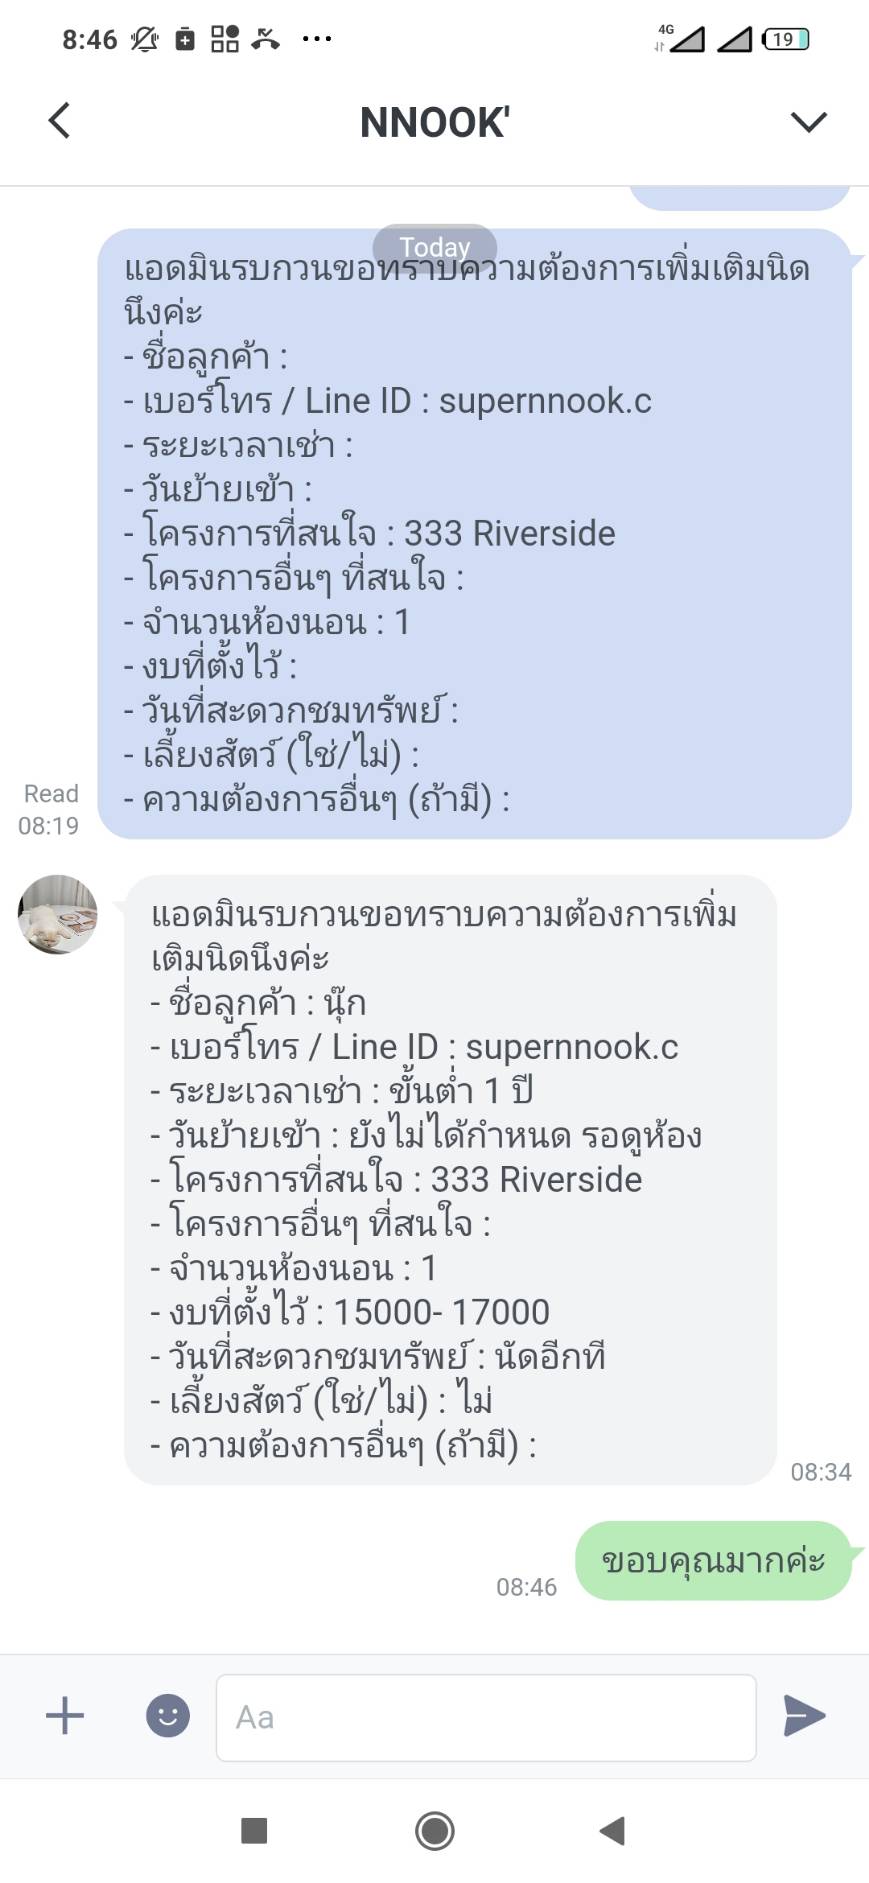 8:46
4G
19
NNOOK'
Today
แอดมินรบกวนขอทราบความต้องการเพิ่มเติมนิด
นึงค่ะ
- ชื่อลูกค้า :
- เบอร์โทร / Line ID : supernnook.c
- ระยะเวลาเช่า :
- วันย้ายเข้า :
- โครงการที่สนใจ : 333 Riverside
- โครงการอื่นๆ ที่สนใจ :
- จำนวนห้องนอน : 1
- งบที่ตั้งไว้ :
- วันที่สะดวกชมทรัพย์ :
- เลี้ยงสัตว์ (ใช่/ไม่) :
- ความต้องการอื่นๆ (ถ้ามี) :
Read
08:19
แอดมินรบกวนขอทราบความต้องการเพิ่ม
เติมนิดนึงค่ะ
- ชื่อลูกค้า : นุ๊ก
- เบอร์โทร / Line ID : supernnook.c
- ระยะเวลาเช่า : ขั้นต่ำ 1 ปี
- วันย้ายเข้า : ยังไม่ได้กำหนด รอดูห้อง
- โครงการที่สนใจ : 333 Riverside
- โครงการอื่นๆ ที่สนใจ :
- จำนวนห้องนอน : 1
- งบที่ตั้งไว้ : 15000- 17000
- วันที่สะดวกชมทรัพย์ : นัดอีกที
- เลี้ยงสัตว์ (ใช่/ไม่) : ไม่
- ความต้องการอื่นๆ (ถ้ามี) :
08:34
ขอบคุณมากค่ะ
08:46
Aa